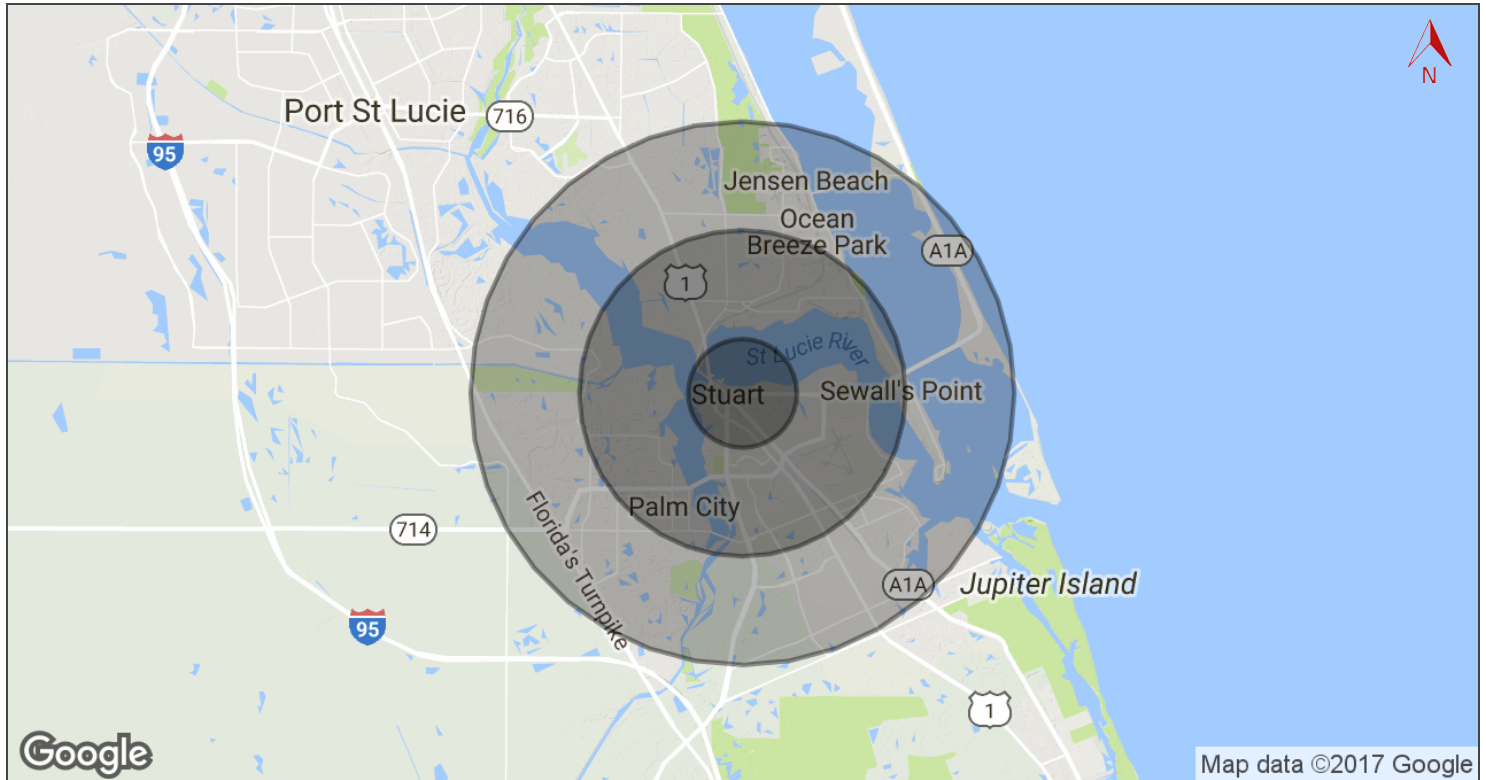 N
Port St Lucie
716
95
Jensen Beach
Ocean
Breeze Park
A1A
1
St Lucie River
Stuart
Sewall's Point
Palm City
714
Florida's Turnpike
A1A
Jupiter Island
95
1
Google
Map data ©2017 Google